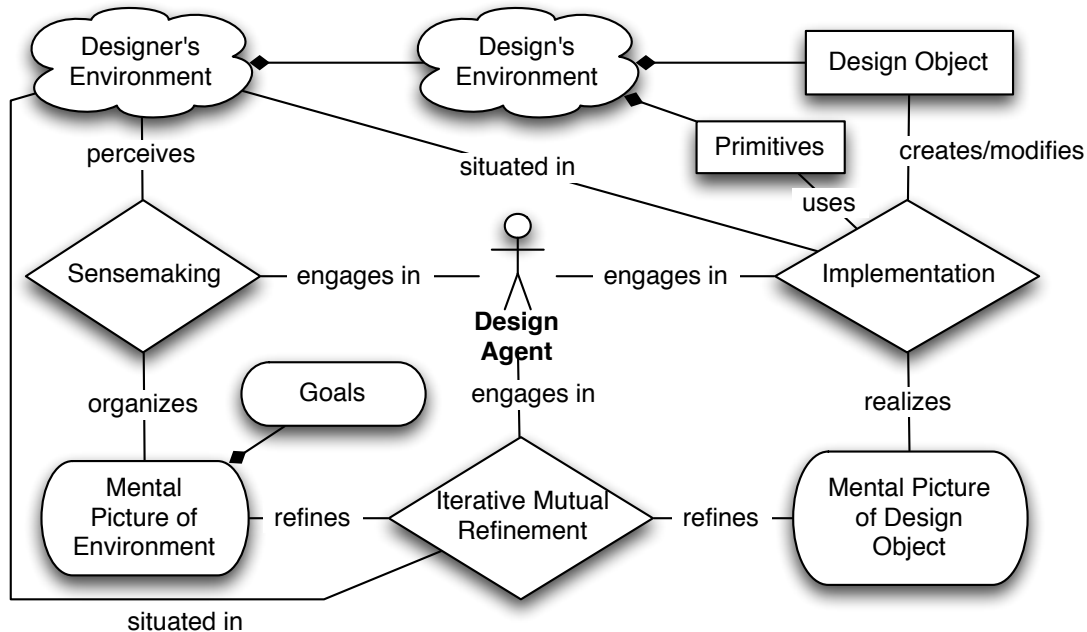 Designer's
Environment
Design's
Environment
Design Object
perceives
Primitives
creates/modifies
situated in
uses
Sensemaking
engages in
engages in
Implementation
Design
Agent
organizes
Goals
engages in
realizes
Mental
Picture of
Environment
refines
Iterative Mutual
Refinement
refines
Mental Picture
of Design
Object
situated in